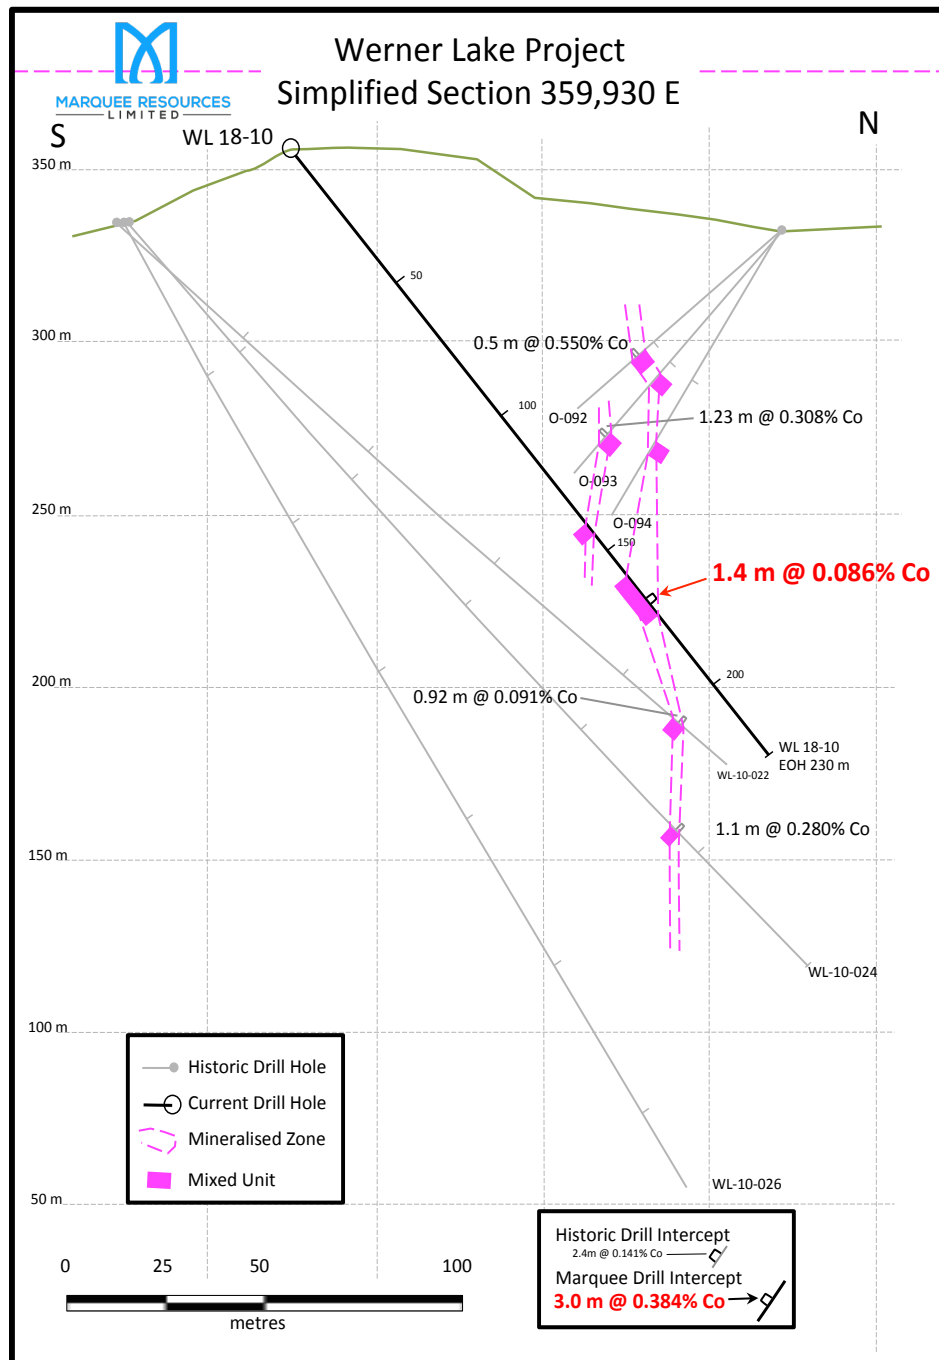 Werner Lake Project
Simplified Section 359,930 E
MARQUEE RESOURCES
LIMITED
S
N
WL 18-10
350 m
50
300 m
0.5 m @ 0.550% Co
100
O-092
1.23 m @ 0.308% Co
O-093
250 m
O-094
150
1.4 m @ 0.086% Co
200 m
200
0.92 m @ 0.091% Co
WL 18-10
EOH 230 m
WL-10-022
1.1 m @ 0.280% Co
150 m
WL-10-024
100 m
Historic Drill Hole
Current Drill Hole
Mineralised Zone
Mixed Unit
WL-10-026
50 m
Historic Drill Intercept
2.4m @ 0.141% Co
Marquee Drill Intercept
3.0 m @ 0.384% Co
0 25 50 100
metres